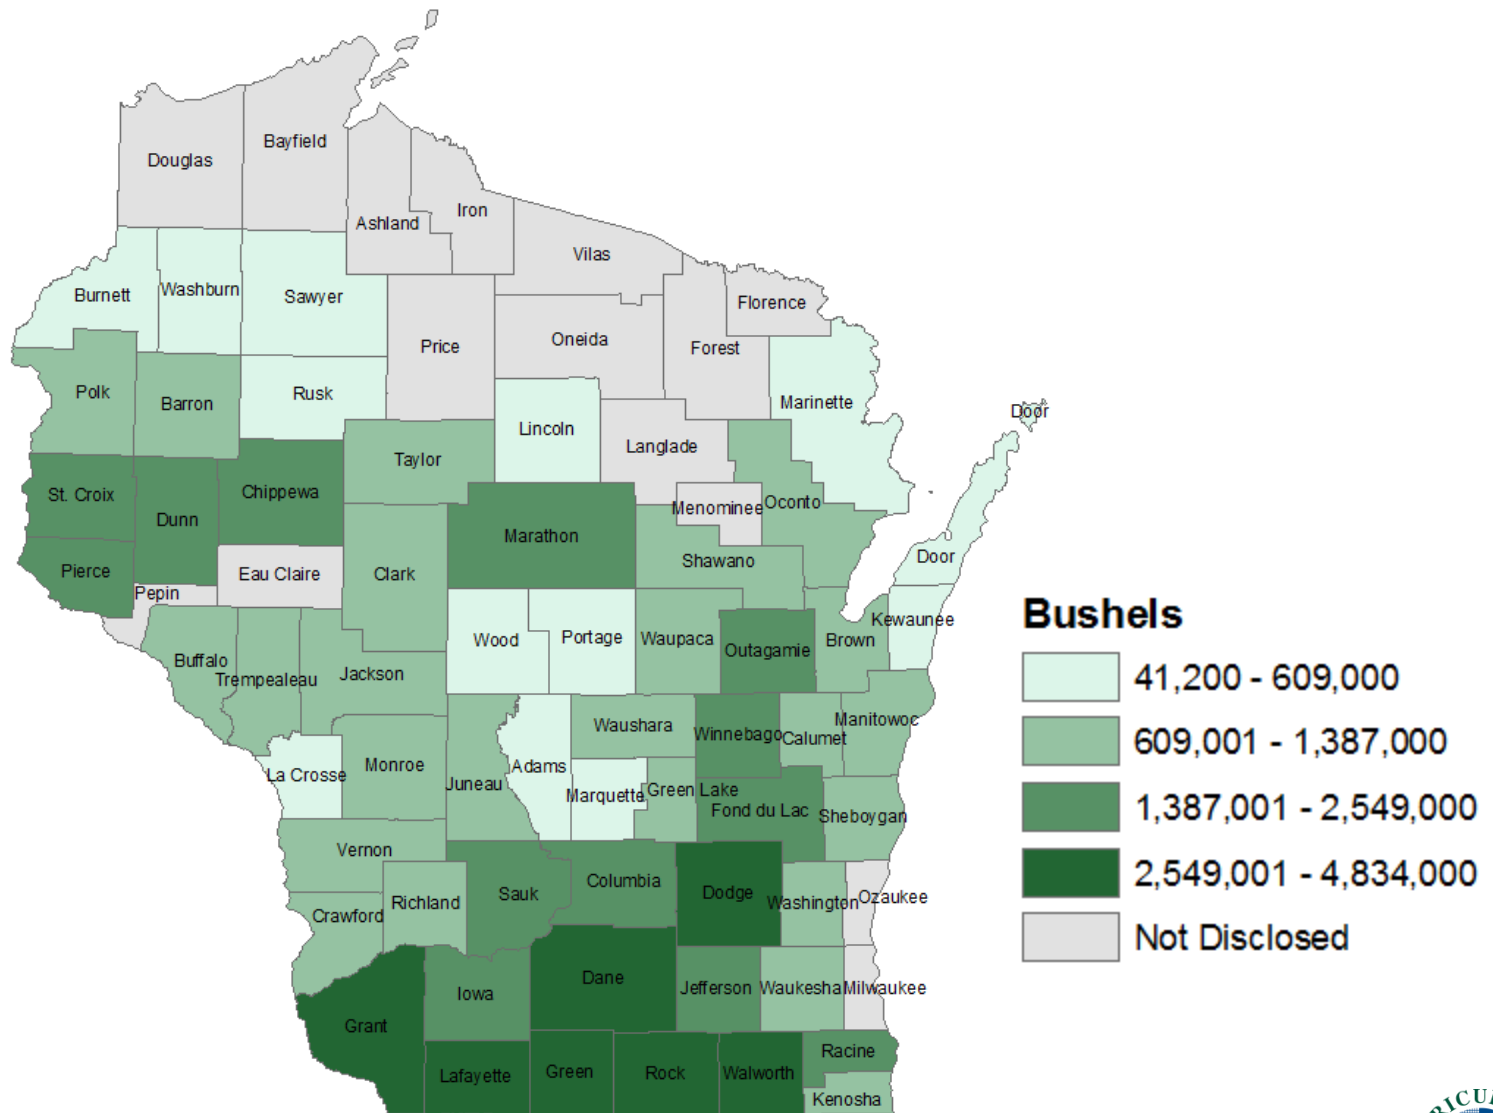 Douglas
Bayfield
Ashland
Iron
Vilas
Burnett
Washburn
Sawyer
Price
Oneida
Forest
Florence
Polk
Barron
Rusk
Lincoln
Langlade
Marinette
Door
St. Croix
Dunn
Chippewa
Taylor
Marathon
Menominee
Oconto
Pierce
Pepin
Eau Claire
Clark
Shawano
Door
Buffalo
Trempealeau
Jackson
Wood
Portage
Waupaca
Outagamie
Brown
Kewaunee
La Crosse
Monroe
Juneau
Adams
Waushara
Marquette
Green Lake
Winnebago
Calumet
Manitowoc
Fond du Lac
Sheboygan
Vernon
Crawford
Richland
Sauk
Columbia
Dodge
Washington
Ozaukee
Grant
Iowa
Dane
Jefferson
Waukesha
Milwaukee
Lafayette
Green
Rock
Walworth
Racine
Kenosha
Bushels
41,200 - 609,000
609,001 - 1,387,000
1,387,001 - 2,549,000
2,549,001 - 4,834,000
Not Disclosed
RICU